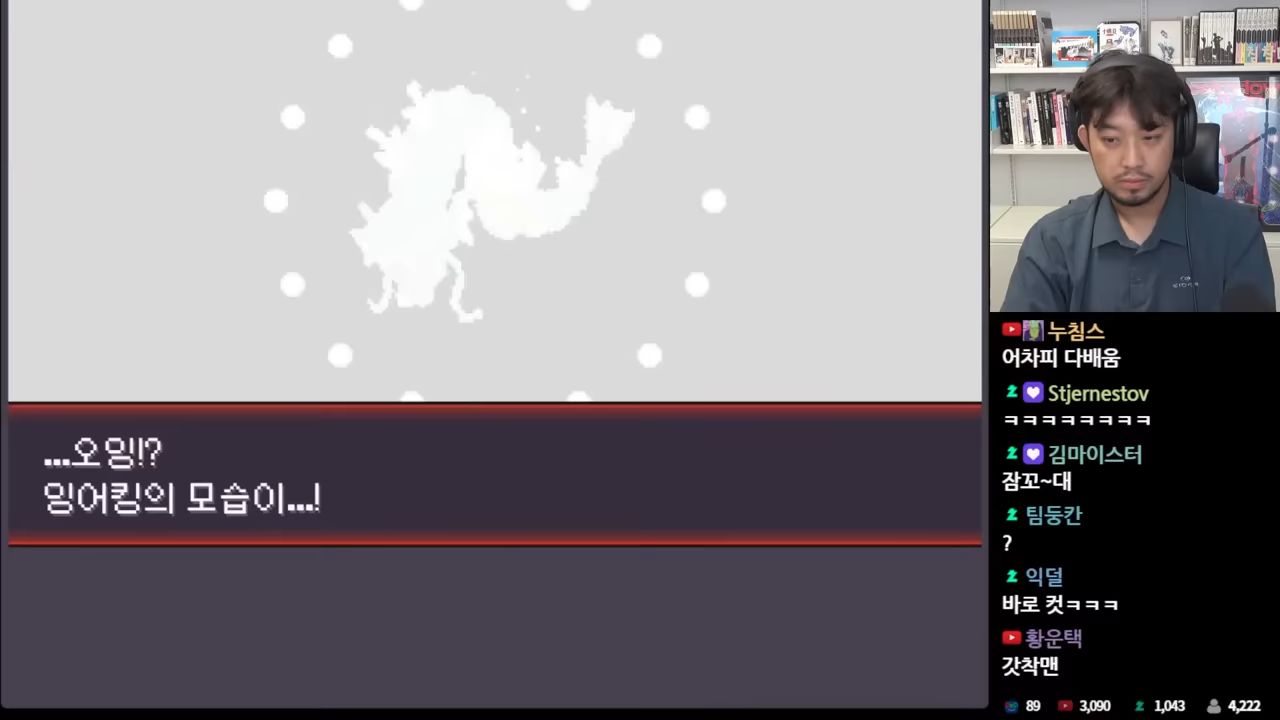 ...오잉!?
잉어킹의 모습이...!
누침스
어차피 다배움
Stjernestov
ㅋㅋㅋㅋㅋㅋㅋㅋ
김마이스터
잠꼬~대
팀둥칸
?
익덜
바로 컷ㅋㅋㅋ
황운택
갓착맨
89 3,090 1,043 4,222